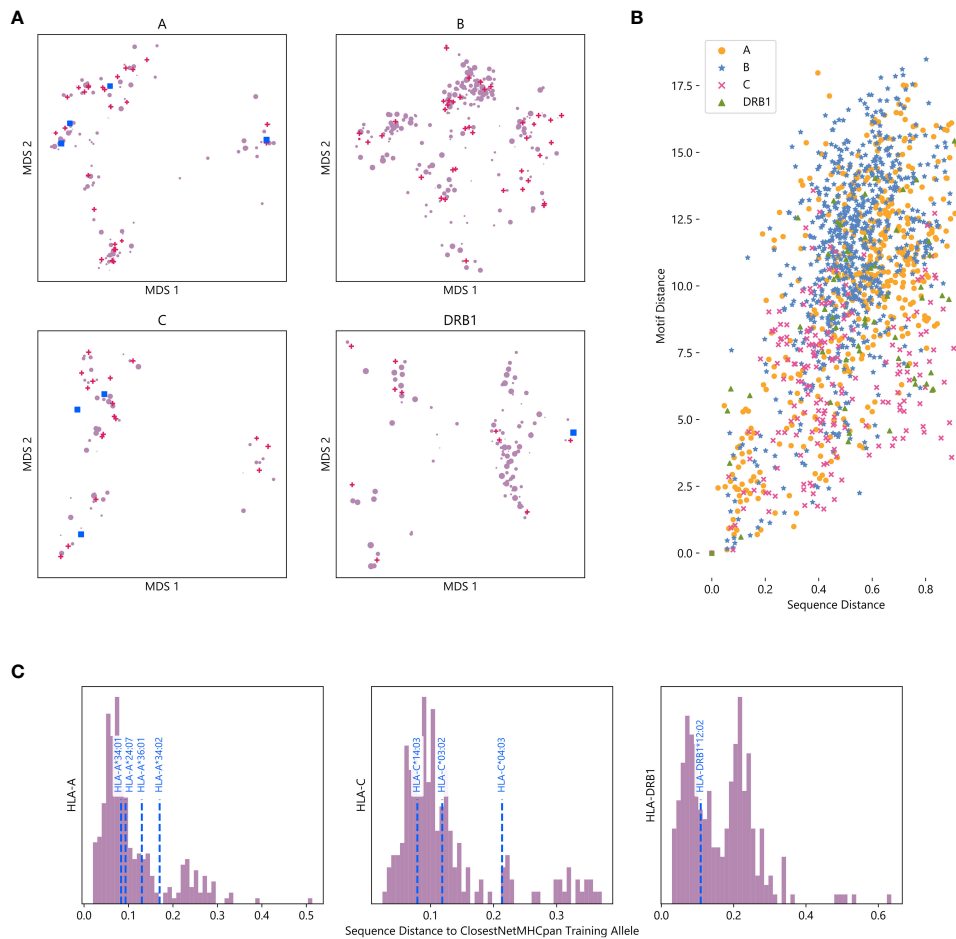 A
B
A
B
MDS 2
MDS 1
MDS 2
MDS 1
C
DRB1
MDS 2
MDS 1
MDS 2
MDS 1
A
B
C
DRB1
17.5
15.0
12.5
10.0
7.5
5.0
2.5
0.0
Motif Distance
0.0 0.2 0.4 0.6 0.8
Sequence Distance
C
HLA-A
HLA-A*34:01
HLA-A*24:07
HLA-A*36:01
HLA-A*34:02
0.0 0.1 0.2 0.3 0.4 0.5
HLA-C
HLA-C*14:03
HLA-C*03:02
HLA-C*04:03
0.1 0.2 0.3
HLA-DRB1
HLA-DRB1*12:02
0.0 0.2 0.4 0.6
Sequence Distance to ClosestNetMHCpan Training Allele